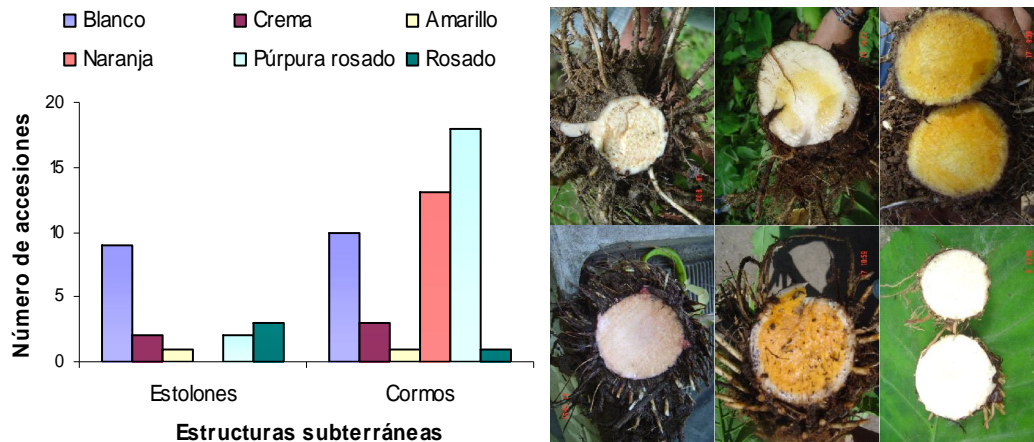 Blanco Crema Amarillo
Naranja Púrpura rosado Rosado
Número de accesiones
20
15
10
5
0
Estolones Cormos
Estructuras subterráneas